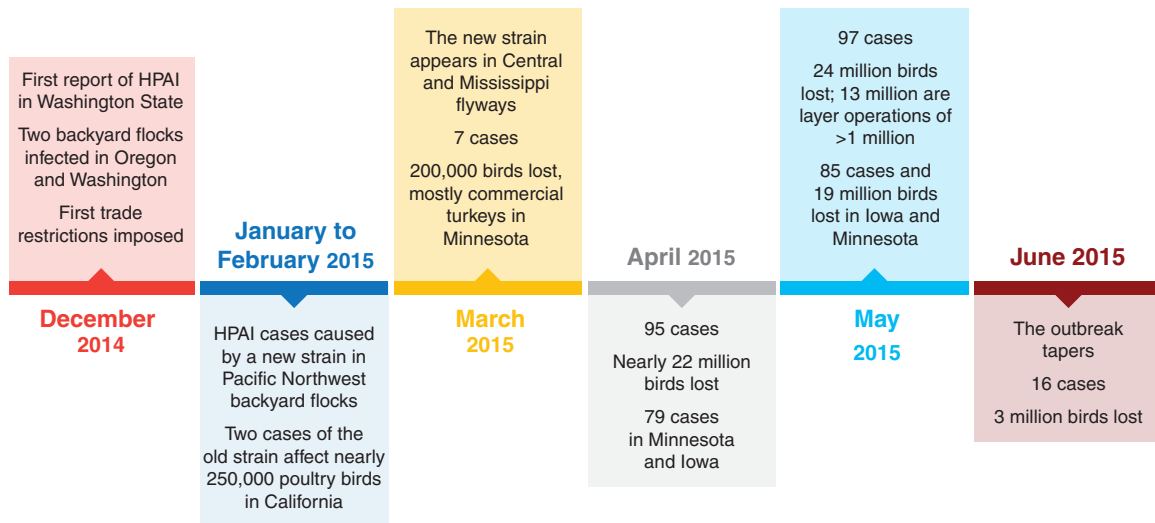 First report of HPAI
in Washington State
Two backyard flocks
infected in Oregon
and Washington
First trade
restrictions imposed
December
2014
January to
February 2015
HPAI cases caused
by a new strain in
Pacific Northwest
backyard flocks
Two cases of the
old strain affect nearly
250,000 poultry birds
in California
The new strain
appears in Central
and Mississippi
flyways
7 cases
200,000 birds lost,
mostly commercial
turkeys in
Minnesota
March
2015
April 2015
95 cases
Nearly 22 million
birds lost
79 cases
in Minnesota
and Iowa
97 cases
24 million birds
lost; 13 million are
layer operations of
>1 million
85 cases and
19 million birds
lost in Iowa and
Minnesota
May
2015
June 2015
The outbreak
tapers
16 cases
3 million birds lost